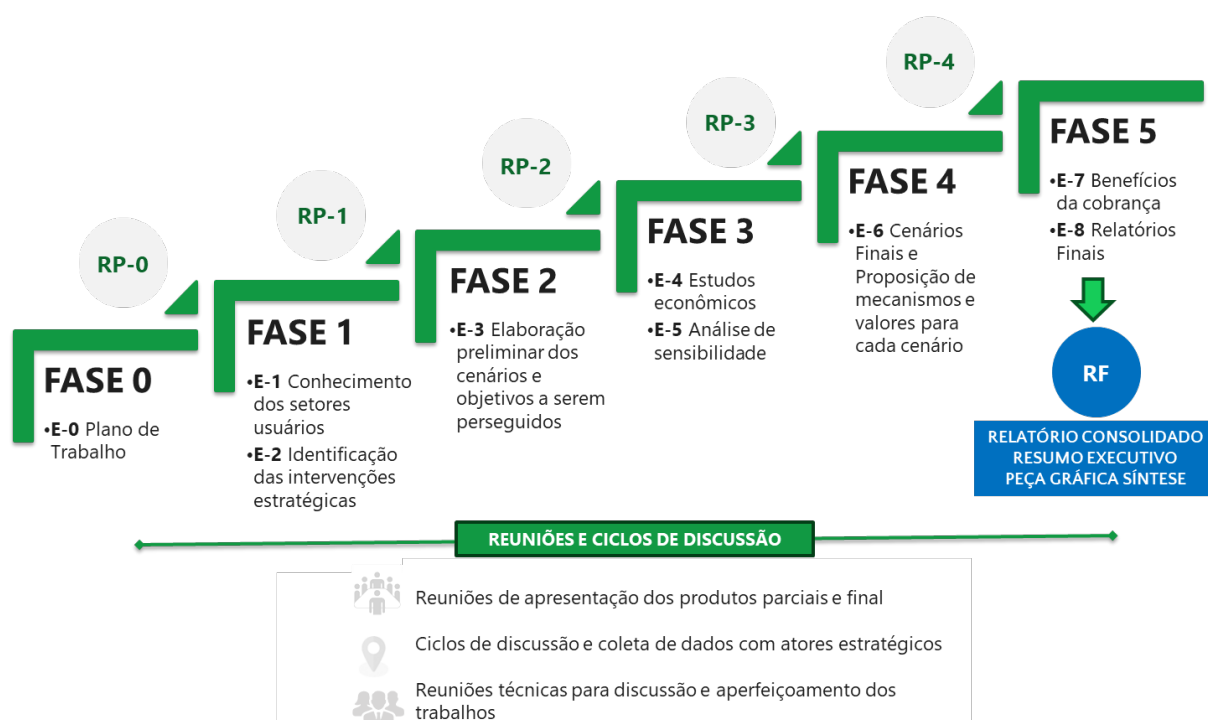 RP-0
FASE 0
•E-0 Plano de
Trabalho
RP-1
FASE 1
•E-1 Conhecimento
dos setores
usuários
•E-2 Identificação
das intervenções
estratégicas
RP-2
FASE 2
•E-3 Elaboração
preliminar dos
cenários e
objetivos a serem
perseguidos
RP-3
FASE 3
•E-4 Estudos
econômicos
•E-5 Análise de
sensibilidade
RP-4
FASE 4
•E-6 Cenários
Finais e
Proposição de
mecanismos e
valores para
cada cenário
FASE 5
•E-7 Benefícios
da cobrança
•E-8 Relatórios
Finais
RF
RELATÓRIO CONSOLIDADO
RESUMO EXECUTIVO
PEÇA GRÁFICA SÍNTESE
REUNIÕES E CICLOS DE DISCUSSÃO
Reuniões de apresentação dos produtos parciais e final
Ciclos de discussão e coleta de dados com atores estratégicos
Reuniões técnicas para discussão e aperfeiçoamento dos
trabalhos